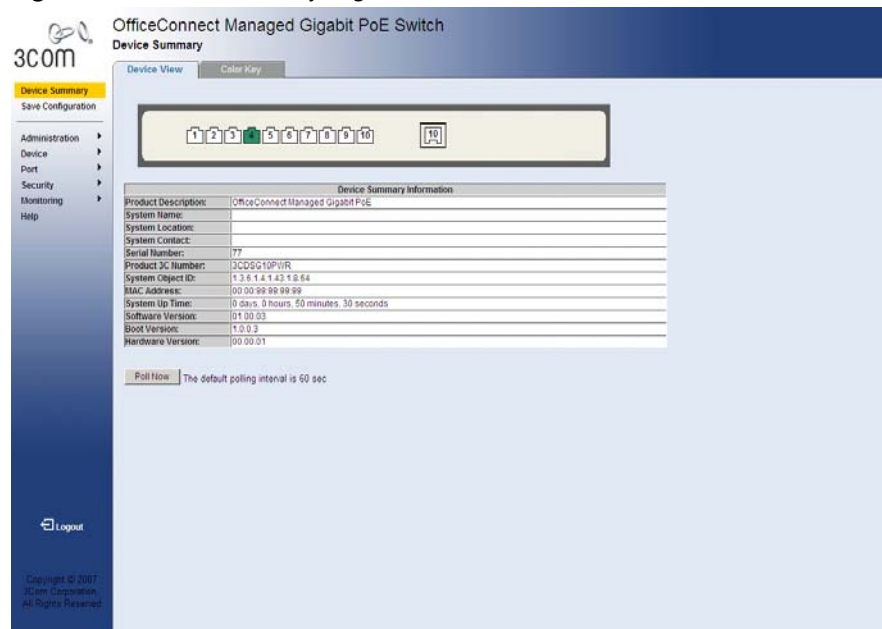 3COM
OfficeConnect Managed Gigabit PoE Switch
Device Summary
Device View
Color Key
Device Summary
Save Configuration
Administration
Device
Port
Security
Monitoring
Help
1 2 3 4 5 6 7 8 9 10 10
Device Summary Information
Product Description: OfficeConnect Managed Gigabit PoE
System Name:
System Location:
System Contact:
Serial Number: 77
Product 3C Number: 3CDSG10PWR
System Object ID: 1.3.6.1.4.1.43.1.8.64
MAC Address: 00:00:99:99:99:99
System Up Time: 0 days, 0 hours, 50 minutes, 30 seconds
Software Version: 01.00.03
Boot Version: 1.0.0.3
Hardware Version: 00.00.01
Poll Now The default polling interval is 60 sec
Logout
Copyright © 2007
3Com Corporation.
All Rights Reserved